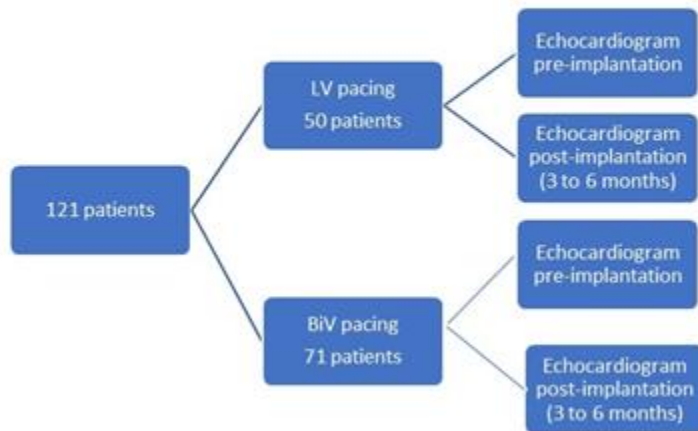 121 patients
LV pacing
50 patients
Echocardiogram
pre-implantation
Echocardiogram
post-implantation
(3 to 6 months)
BiV pacing
71 patients
Echocardiogram
pre-implantation
Echocardiogram
post-implantation
(3 to 6 months)